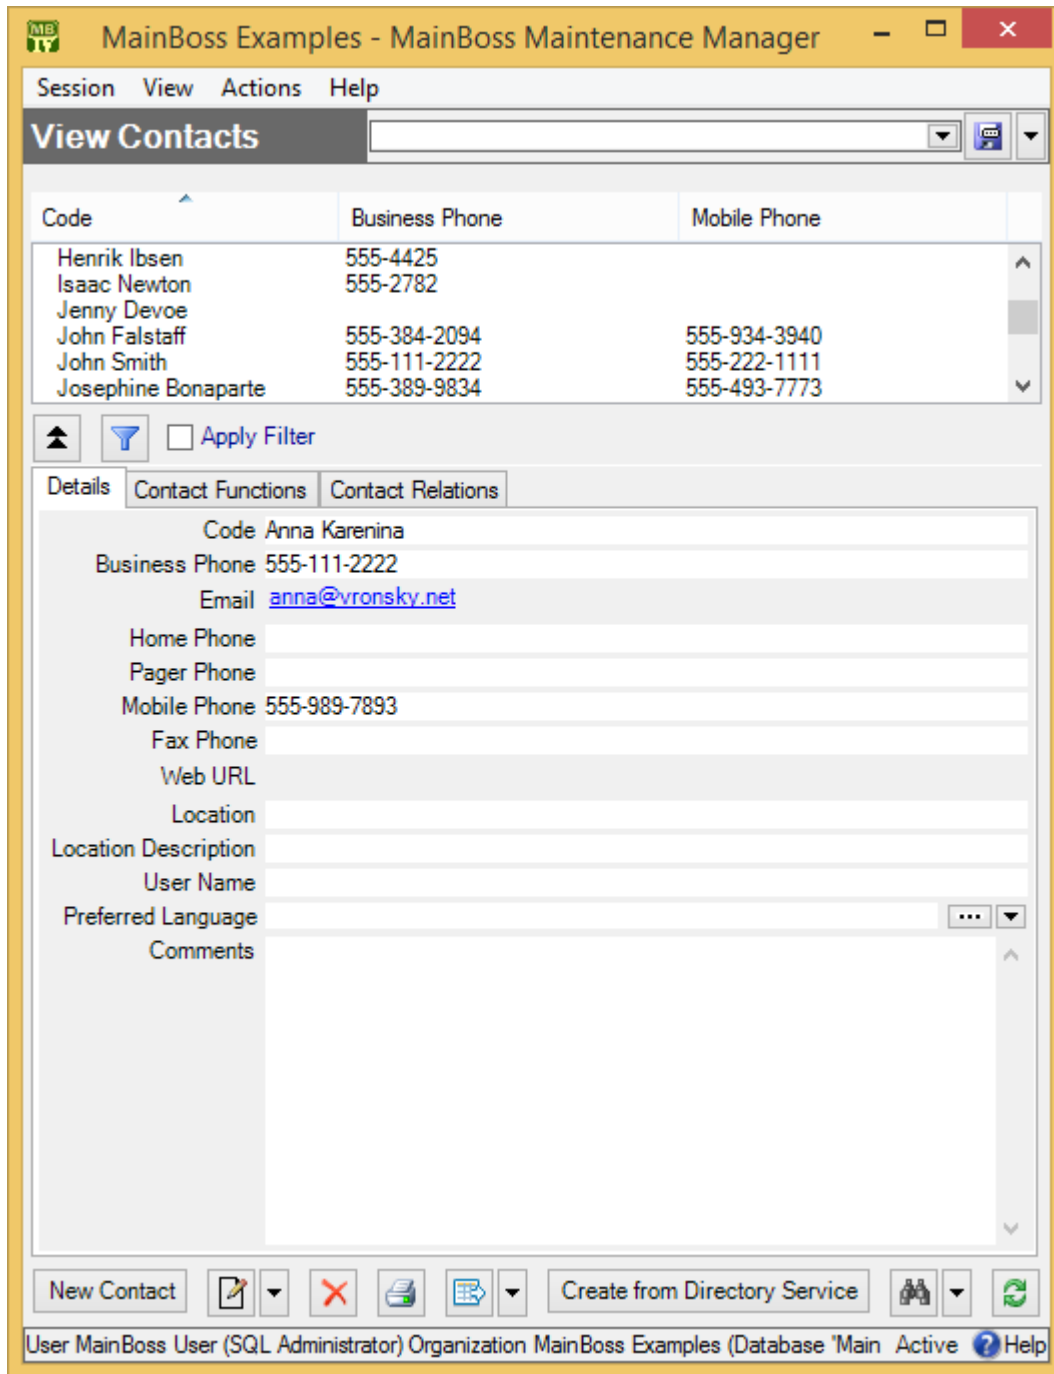 MB
MainBoss Examples - MainBoss Maintenance Manager
Session View Actions Help
View Contacts
Code Business Phone Mobile Phone
Henrik Ibsen 555-4425
Isaac Newton 555-2782
Jenny Devoe
John Falstaff 555-384-2094 555-934-3940
John Smith 555-111-2222 555-222-1111
Josephine Bonaparte 555-389-9834 555-493-7773
Apply Filter
Details Contact Functions Contact Relations
Code Anna Karenina
Business Phone 555-111-2222
Email anna@vronsky.net
Home Phone
Pager Phone
Mobile Phone 555-989-7893
Fax Phone
Web URL
Location
Location Description
User Name
Preferred Language
Comments
New Contact Create from Directory Service
User MainBoss User (SQL Administrator) Organization MainBoss Examples (Database 'Main Active Help